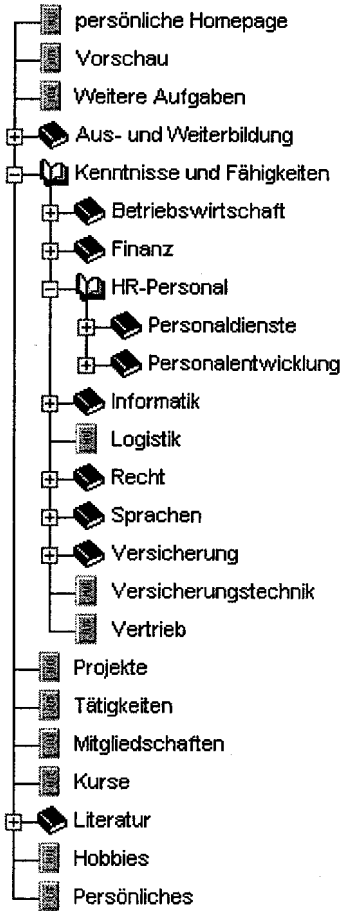 persönliche Homepage
Vorschau
Weitere Aufgaben
Aus- und Weiterbildung
Kenntnisse und Fähigkeiten
Betriebswirtschaft
Finanz
HR-Personal
Personaldienste
Personalentwicklung
Informatik
Logistik
Recht
Sprachen
Versicherung
Versicherungstechnik
Vertrieb
Projekte
Tätigkeiten
Mitgliedschaften
Kurse
Literatur
Hobbies
Persönliches